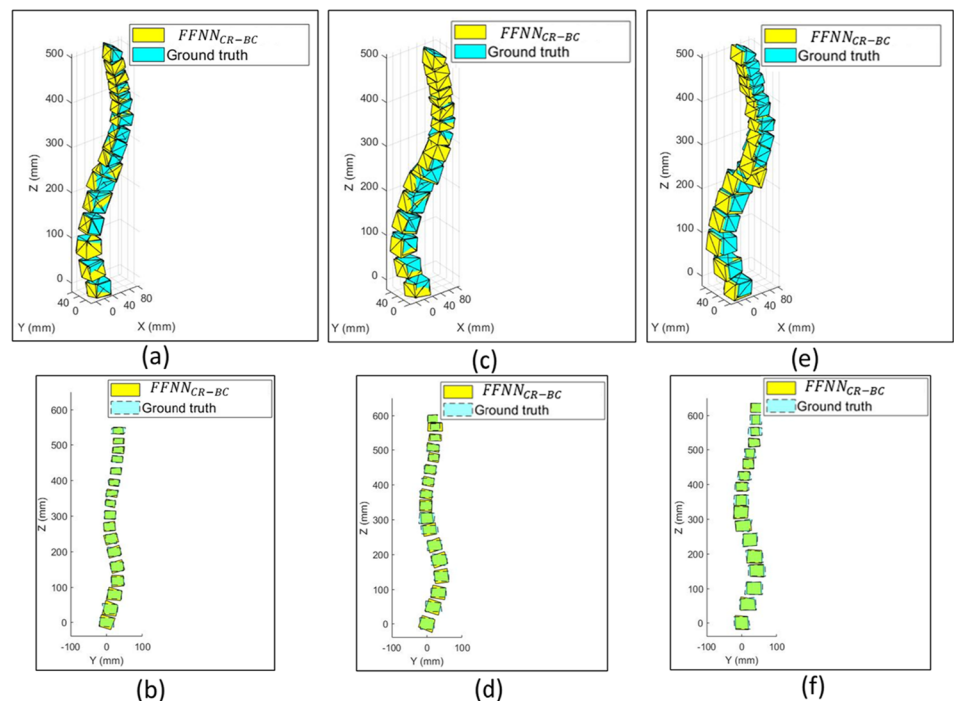 FFNN_CR-BC
Ground truth
500
400
300
200
100
0
Z (mm)
40
0
0
40
80
Y (mm)
X (mm)
(a)
FFNN_CR-BC
Ground truth
500
400
300
200
100
0
Z (mm)
40
0
0
40
80
Y (mm)
X (mm)
(c)
FFNN_CR-BC
Ground truth
500
400
300
200
100
0
Z (mm)
40
0
0
40
80
Y (mm)
X (mm)
(e)
FFNN_CR-BC
Ground truth
600
500
400
300
200
100
0
Z (mm)
-100
0
100
Y (mm)
(b)
FFNN_CR-BC
Ground truth
600
500
400
300
200
100
0
Z (mm)
-100
0
100
Y (mm)
(d)
FFNN_CR-BC
Ground truth
600
500
400
300
200
100
0
Z (mm)
-100
0
100
Y (mm)
(f)